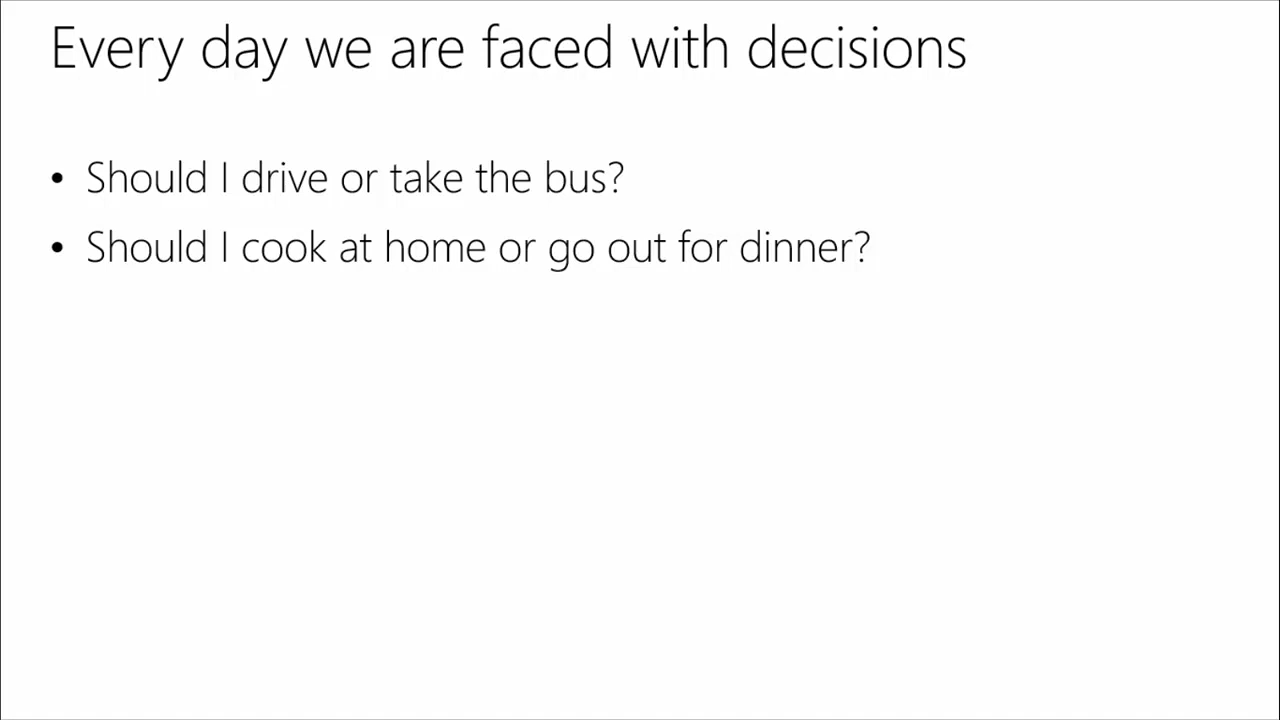 Every day we are faced with decisions
• Should I drive or take the bus?
• Should I cook at home or go out for dinner?